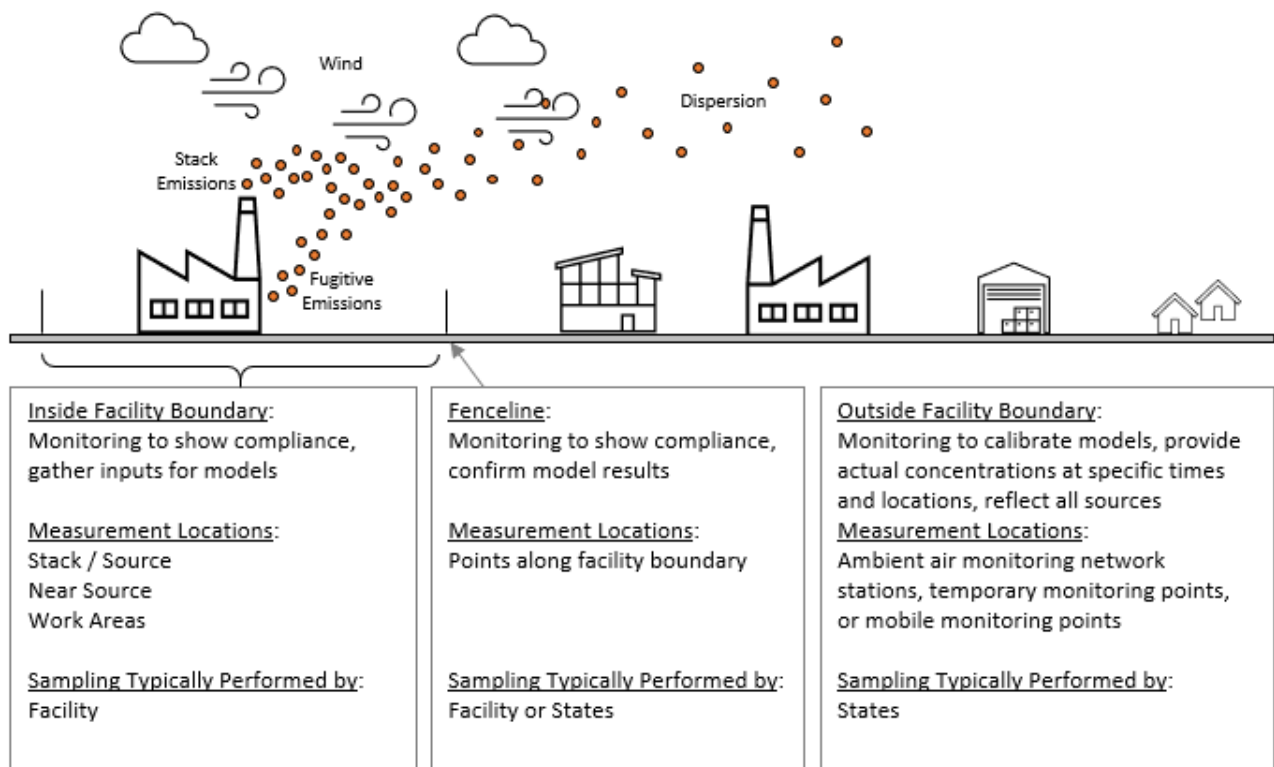 Wind
Dispersion
Stack
Emissions
Fugitive
Emissions
Inside Facility Boundary:
Monitoring to show compliance,
gather inputs for models
Measurement Locations:
Stack / Source
Near Source
Work Areas
Sampling Typically Performed by:
Facility
Fenceline:
Monitoring to show compliance,
confirm model results
Measurement Locations:
Points along facility boundary
Sampling Typically Performed by:
Facility or States
Outside Facility Boundary:
Monitoring to calibrate models, provide
actual concentrations at specific times
and locations, reflect all sources
Measurement Locations:
Ambient air monitoring network
stations, temporary monitoring points,
or mobile monitoring points
Sampling Typically Performed by:
States